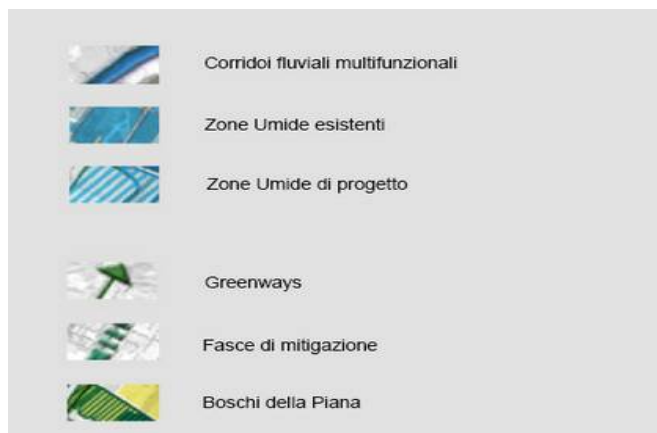 Corridoi fluviali multifunzionali
Zone Umide esistenti
Zone Umide di progetto
Greenways
Fasce di mitigazione
Boschi della Piana